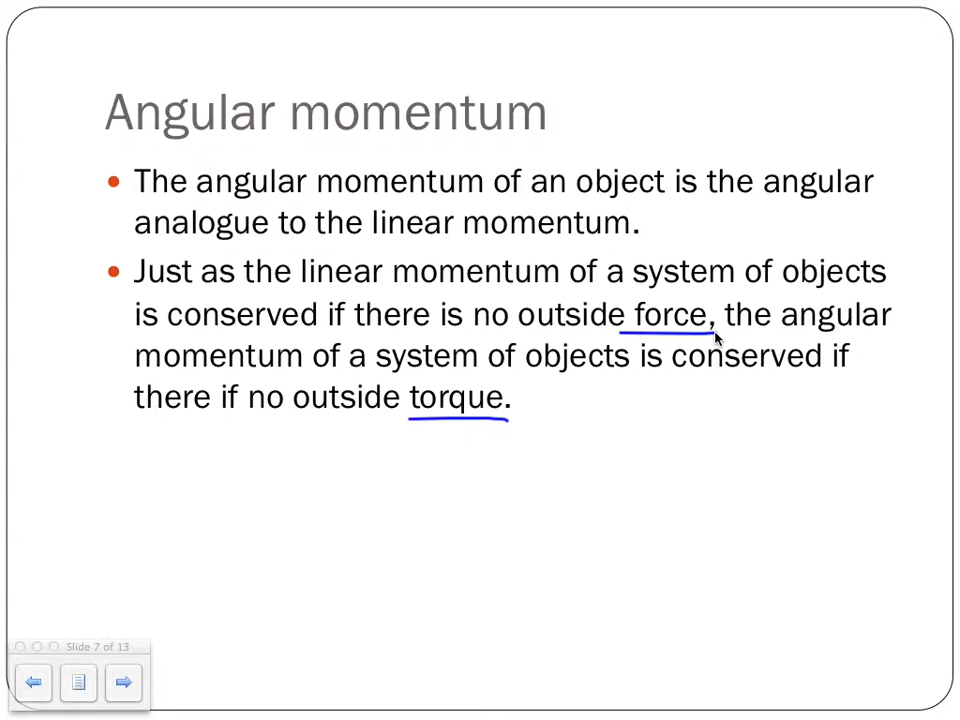 Angular momentum
• The angular momentum of an object is the angular
analogue to the linear momentum.
• Just as the linear momentum of a system of objects
is conserved if there is no outside force, the angular
momentum of a system of objects is conserved if
there if no outside torque.
Slide 7 of 13